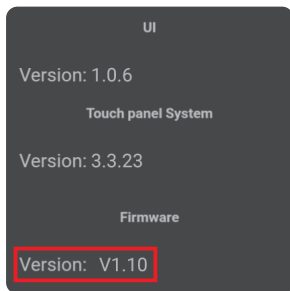 UI
Version: 1.0.6
Touch panel System
Version: 3.3.23
Firmware
Version: V1.10